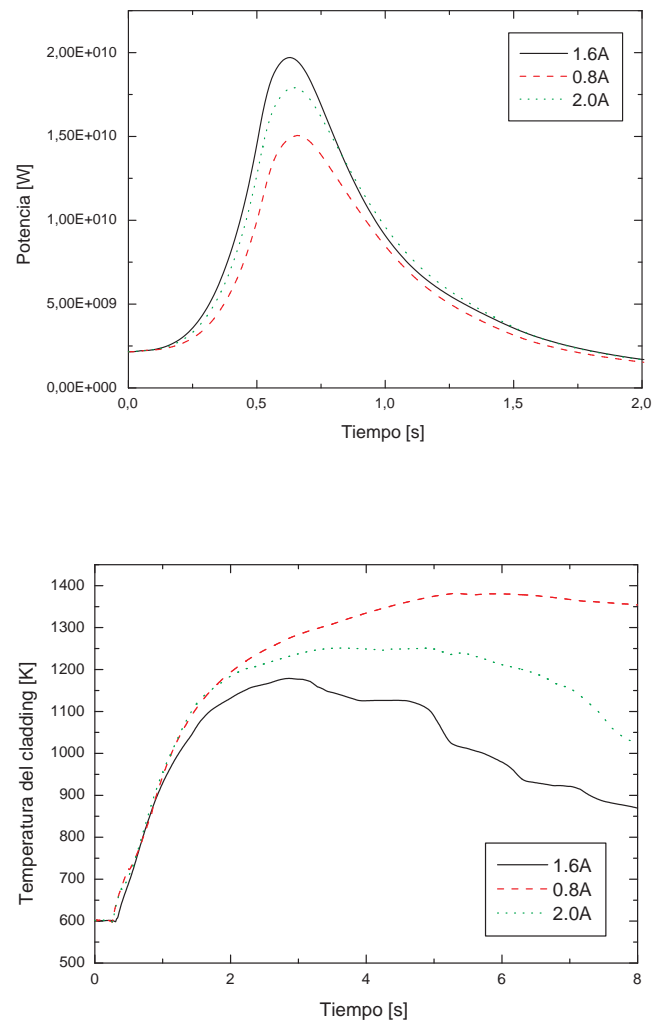 2,00E+010
1,50E+010
1,00E+010
5,00E+009
0,00E+000
Potencia [W]
0,0 0,5 1,0 1,5 2,0
Tiempo [s]
1.6A
0.8A
2.0A
1400
1300
1200
1100
1000
900
800
700
600
500
Temperatura del cladding [K]
0 2 4 6 8
Tiempo [s]
1.6A
0.8A
2.0A